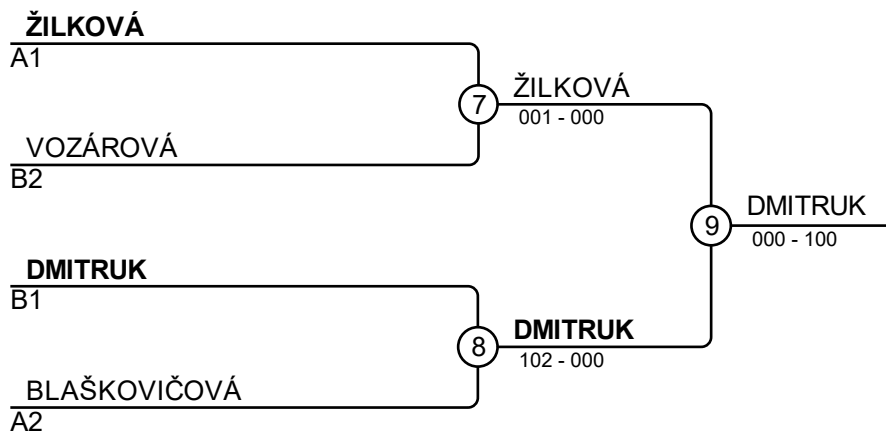 ŽILKOVÁ
A1
7
ŽILKOVÁ
001 - 000
VOZÁROVÁ
B2
9
DMITRUK
000 - 100
DMITRUK
B1
8
DMITRUK
102 - 000
BLAŠKOVIČOVÁ
A2